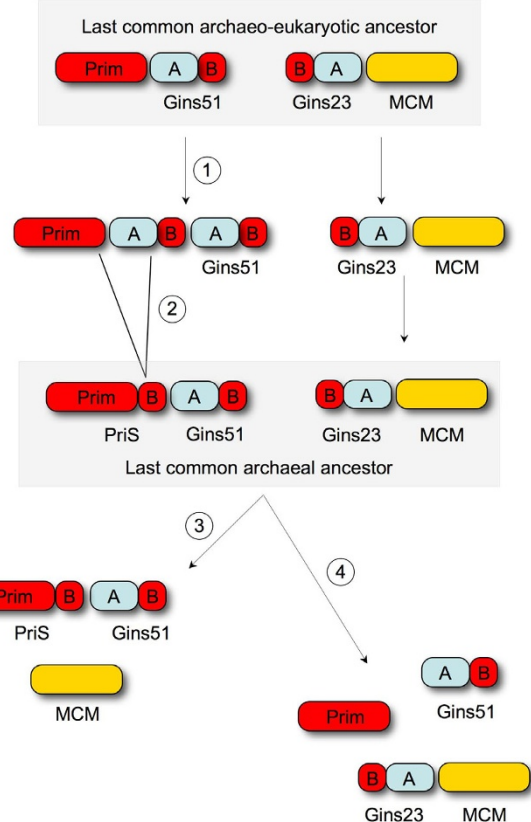 Last common archaeo-eukaryotic ancestor
Prim A B B A
Gins51 Gins23 MCM
1
Prim A B A B B A
Gins51 Gins23 MCM
2
Prim B A B B A
PriS Gins51 Gins23 MCM
Last common archaeal ancestor
3
4
Prim B A B
PriS Gins51
A B
MCM
Gins51
Prim
B A
Gins23 MCM